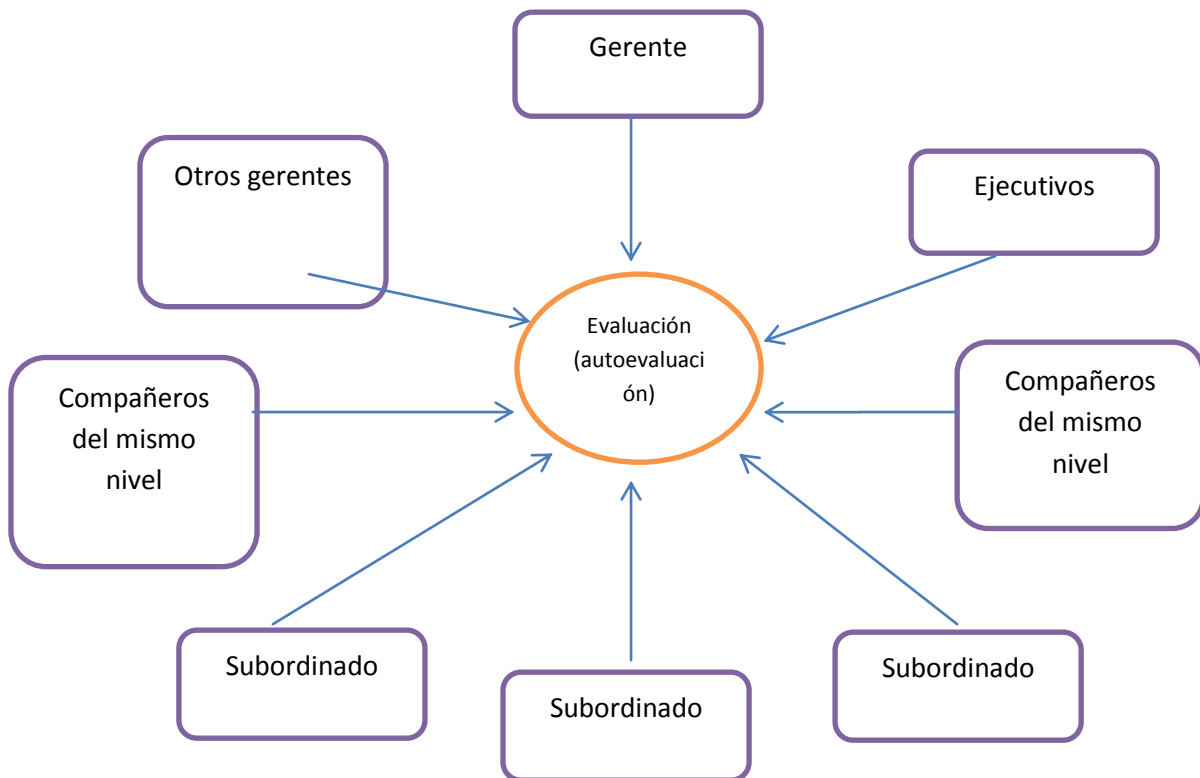 Gerente
Otros gerentes
Ejecutivos
Evaluación
(autoevaluaci
ón)
Compañeros
del mismo
nivel
Compañeros
del mismo
nivel
Subordinado
Subordinado
Subordinado